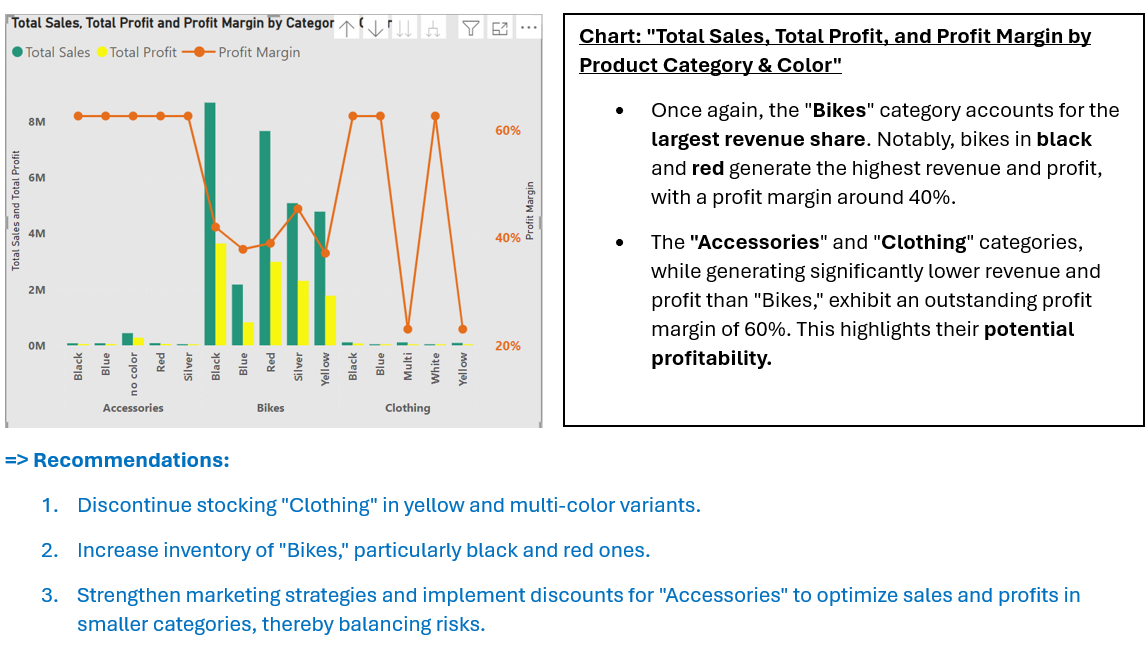 Total Sales, Total Profit and Profit Margin by Categor
Total Sales Total Profit Profit Margin
Total Sales and Total Profit
8M
6M
4M
2M
0M
60%
40%
20%
Profit Margin
Black
Blue
no color
Red
Silver
Black
Blue
Red
Silver
Yellow
Black
Blue
Multi
White
Yellow
Accessories
Bikes
Clothing
Chart: "Total Sales, Total Profit, and Profit Margin by
Product Category & Color"
• Once again, the "Bikes" category accounts for the
largest revenue share. Notably, bikes in black
and red generate the highest revenue and profit,
with a profit margin around 40%.
• The "Accessories" and "Clothing" categories,
while generating significantly lower revenue and
profit than "Bikes," exhibit an outstanding profit
margin of 60%. This highlights their potential
profitability.
=> Recommendations:
1. Discontinue stocking "Clothing" in yellow and multi-color variants.
2. Increase inventory of "Bikes," particularly black and red ones.
3. Strengthen marketing strategies and implement discounts for "Accessories" to optimize sales and profits in
smaller categories, thereby balancing risks.